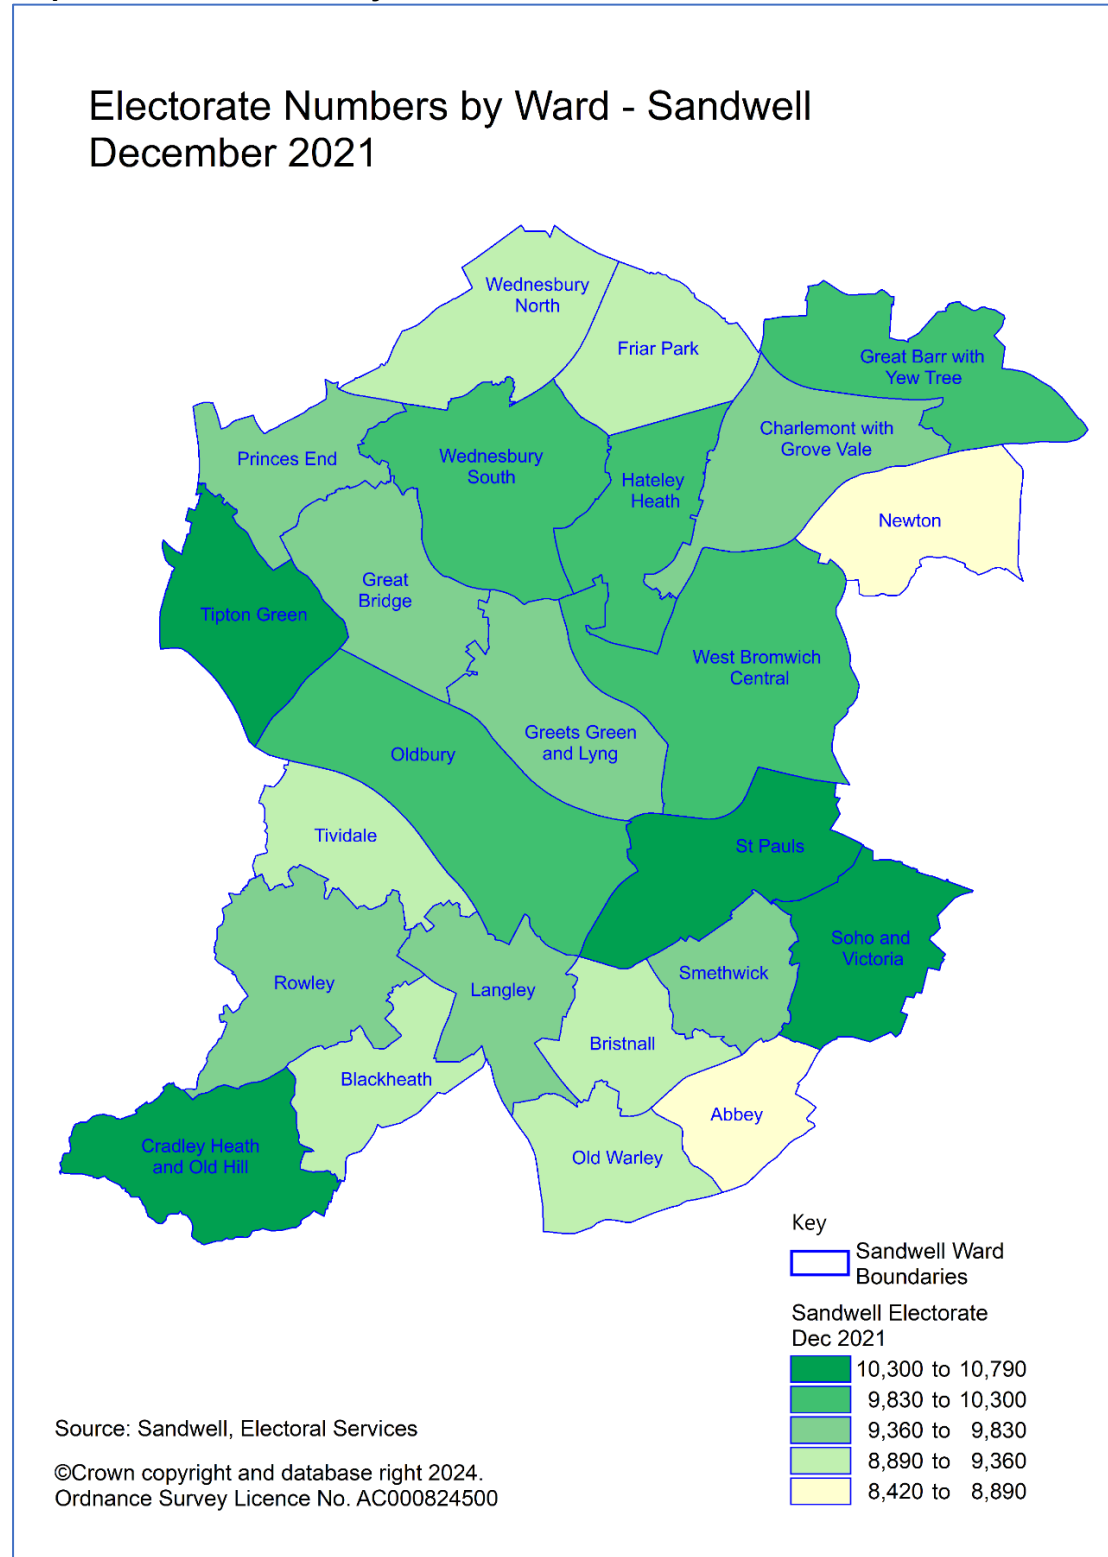 Electorate Numbers by Ward - Sandwell
December 2021
Wednesbury
North
Friar Park
Great Barr with
Yew Tree
Charlemont with
Grove Vale
Princes End
Wednesbury
South
Hateley
Heath
Newton
Great
Bridge
Tipton Green
West Bromwich
Central
Greets Green
and Lyng
Oldbury
Tividale
St Pauls
Soho and
Victoria
Smethwick
Rowley
Langley
Bristnall
Blackheath
Abbey
Cradley Heath
and Old Hill
Old Warley
Key
Sandwell Ward
Boundaries
Sandwell Electorate
Dec 2021
10,300 to 10,790
9,830 to 10,300
9,360 to 9,830
8,890 to 9,360
8,420 to 8,890
Source: Sandwell, Electoral Services
©Crown copyright and database right 2024.
Ordnance Survey Licence No. AC000824500